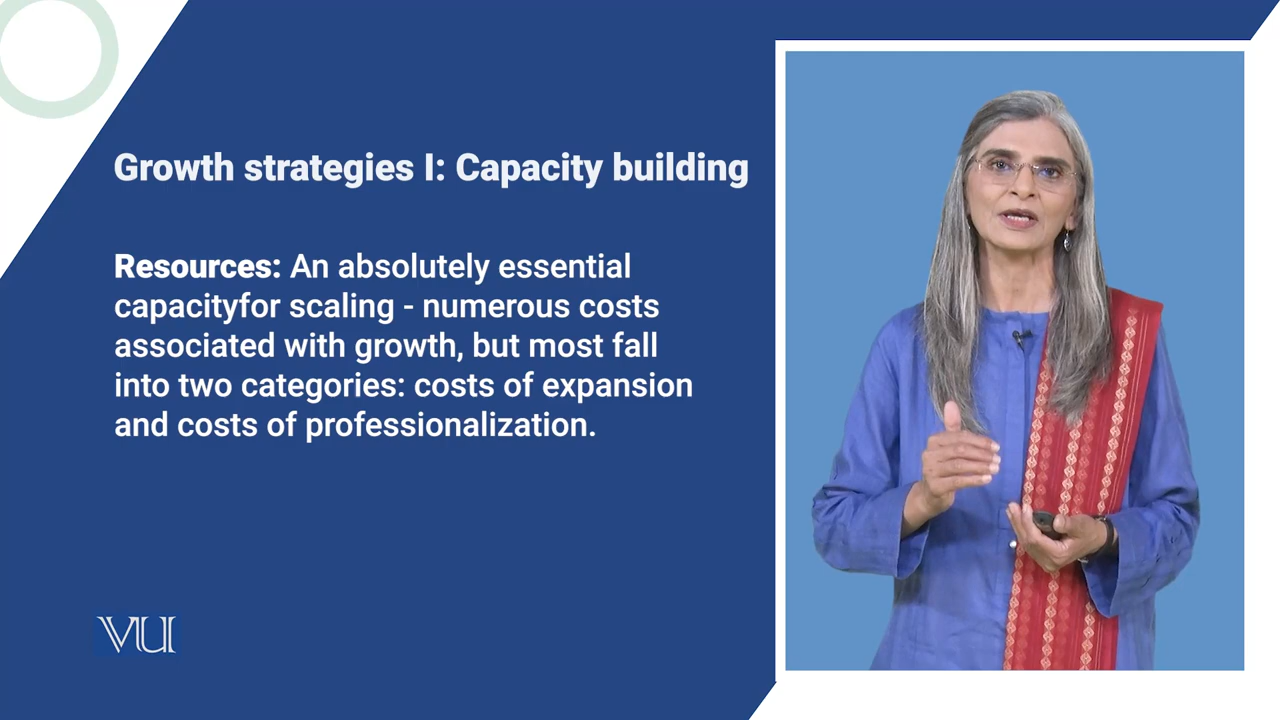 Growth strategies I: Capacity building
Resources: An absolutely essential
capacityfor scaling - numerous costs
associated with growth, but most fall
into two categories: costs of expansion
and costs of professionalization.
VU